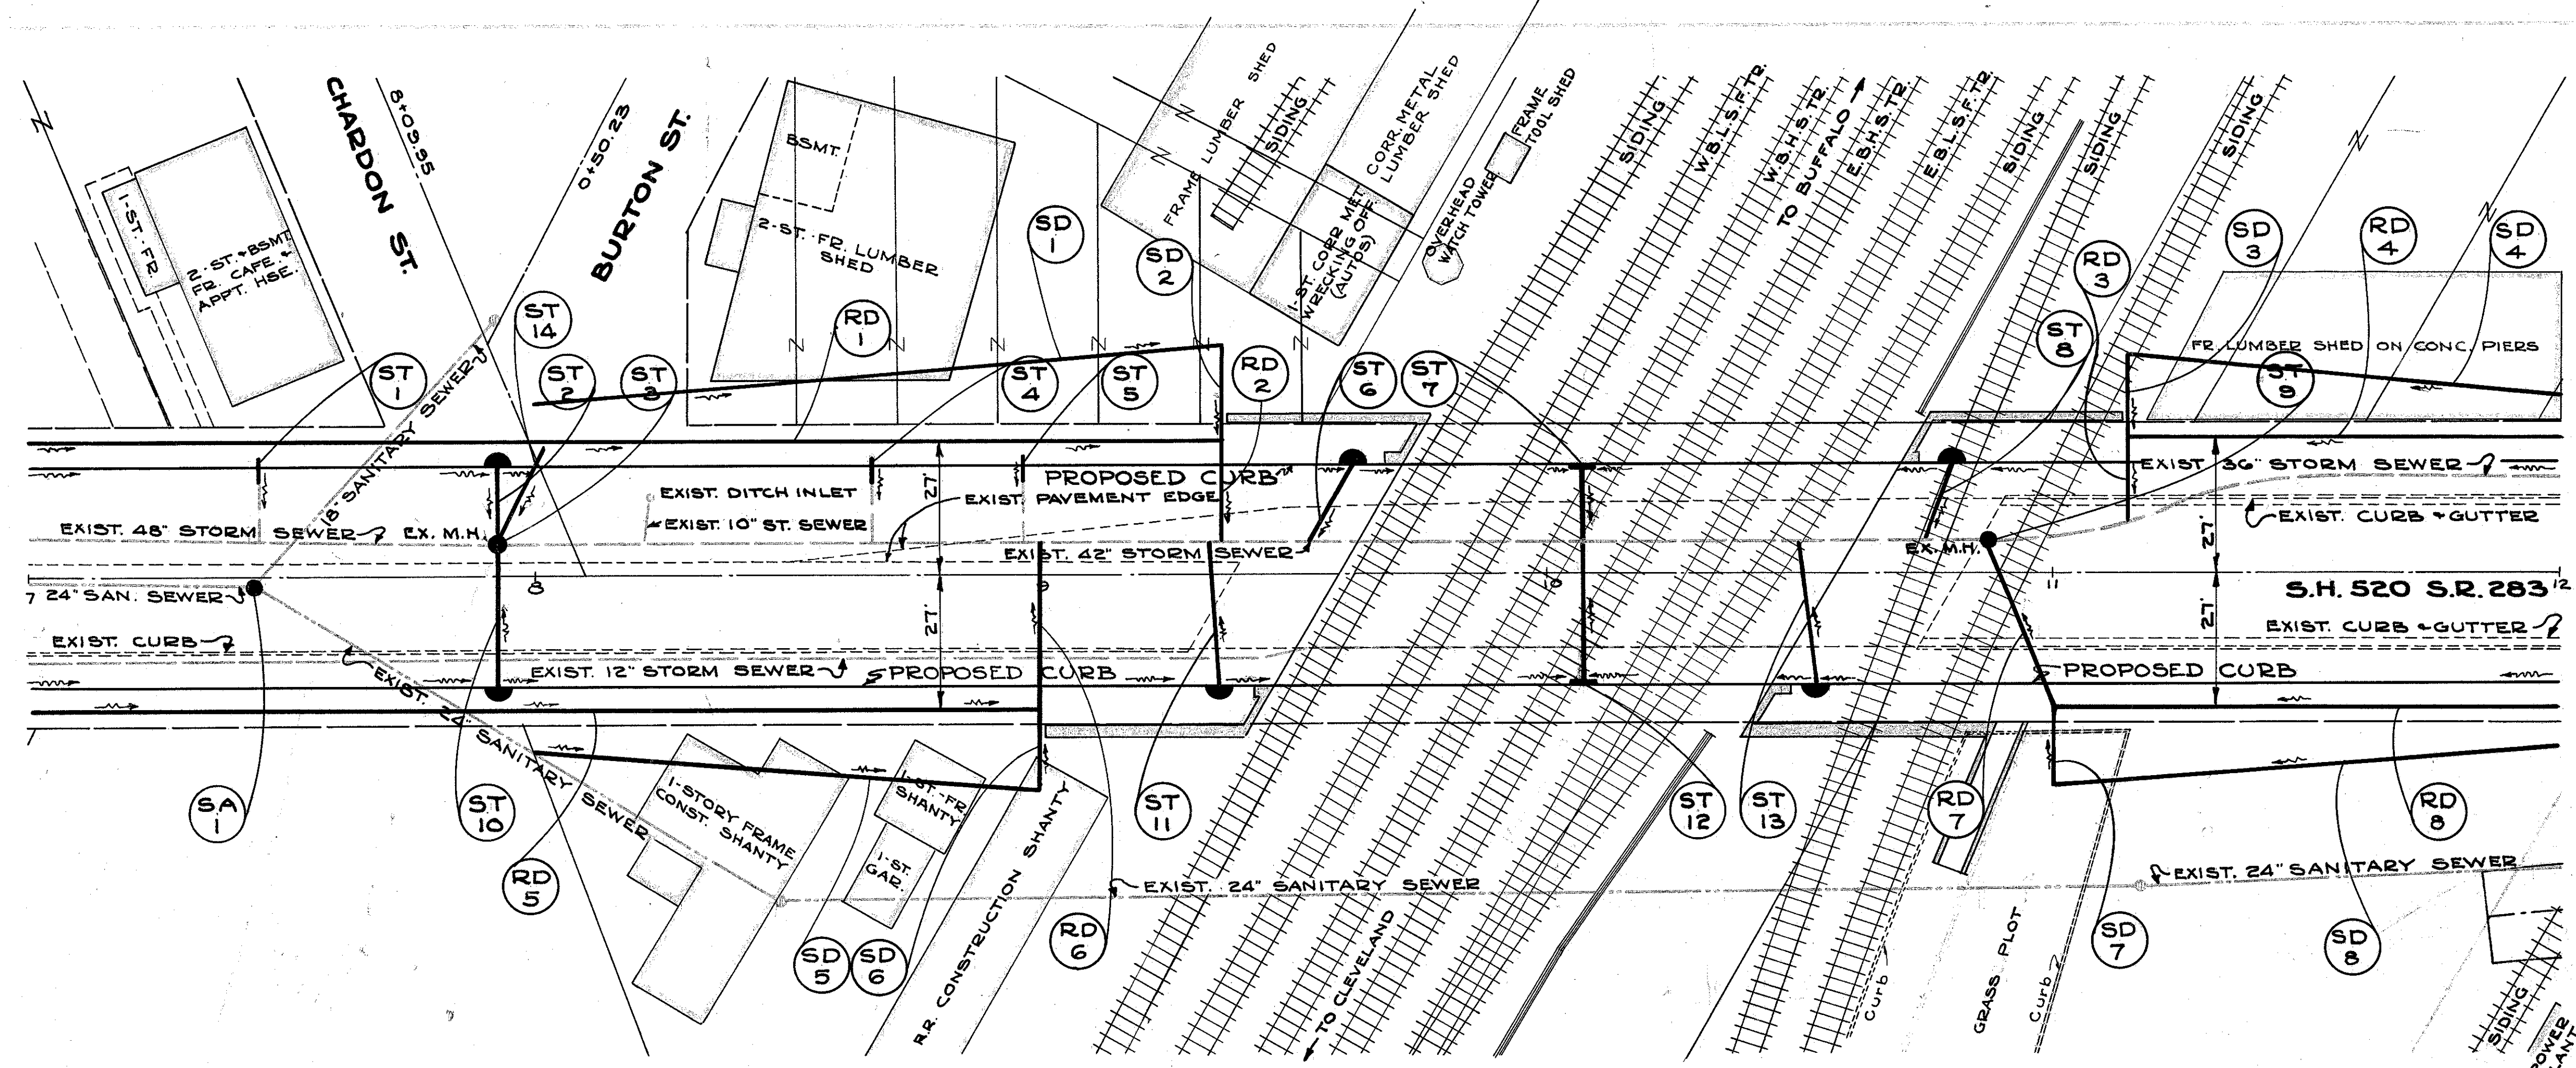 CHARDON ST.
8+09.95
0+50.23
BURTON ST.
1-ST. FR.
2-ST. & BSMT.
FR. CAFE. &
APPT. HSE.
BSMT.
2-ST. FR. LUMBER
SHED
FRAME LUMBER SHED
SIDING
CORR. METAL
LUMBER SHED
1-ST. CORR MET.
WRECKING OFF.
(AUTOS)
OVERHEAD
WATCH TOWER
FRAME
TOOL SHED
SIDING
W.B.L.S.F. TR.
W.B.H.S. TR.
TO BUFFALO
E.B.H.S. TR.
E.B.L.S.F. TR.
SIDING
SIDING
SIDING
FR. LUMBER SHED ON CONC. PIERS
SD
1
SD
2
SD
3
RD
4
SD
4
RD
3
ST
14
RD
1
ST
8
ST
1
ST
2
ST
3
ST
4
ST
5
RD
2
ST
6
ST
7
ST
9
18" SANITARY SEWER
PROPOSED CURB
EXIST. 36" STORM SEWER
EXIST. DITCH INLET
27'
EXIST. PAVEMENT EDGE
EXIST. CURB & GUTTER
EXIST. 48" STORM SEWER
EX. M.H.
EXIST. 10" ST. SEWER
27'
EXIST. 42" STORM SEWER
EX. M.H.
7
24" SAN. SEWER
8
9
10
11
S.H. 520 S.R. 283
12
EXIST. CURB
27'
27'
EXIST. CURB & GUTTER
EXIST. 12" STORM SEWER
PROPOSED CURB
PROPOSED CURB
EXIST. 24"
SANITARY SEWER
1-STORY FRAME
CONST. SHANTY
1-ST.-FR.
SHANTY
1-ST.
GAR.
R.R. CONSTRUCTION SHANTY
SA
1
ST
10
RD
5
ST
11
ST
12
ST
13
RD
7
RD
8
EXIST. 24" SANITARY SEWER
EXIST. 24" SANITARY SEWER
SD
5
SD
6
RD
6
SD
7
SD
8
TO CLEVELAND
Curb
GRASS PLOT
Curb
SIDING